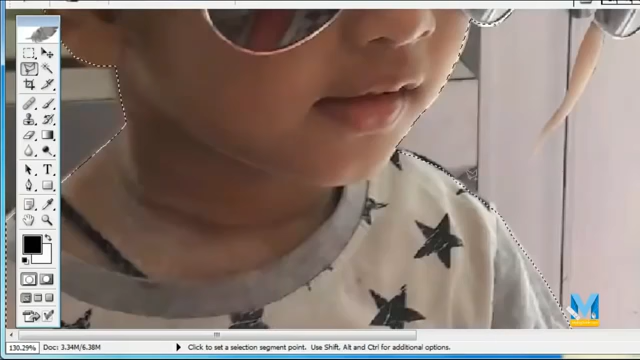 130.29%
Doc: 3.34M/6.38M
Click to set a selection segment point. Use Shift, Alt and Ctrl for additional options.